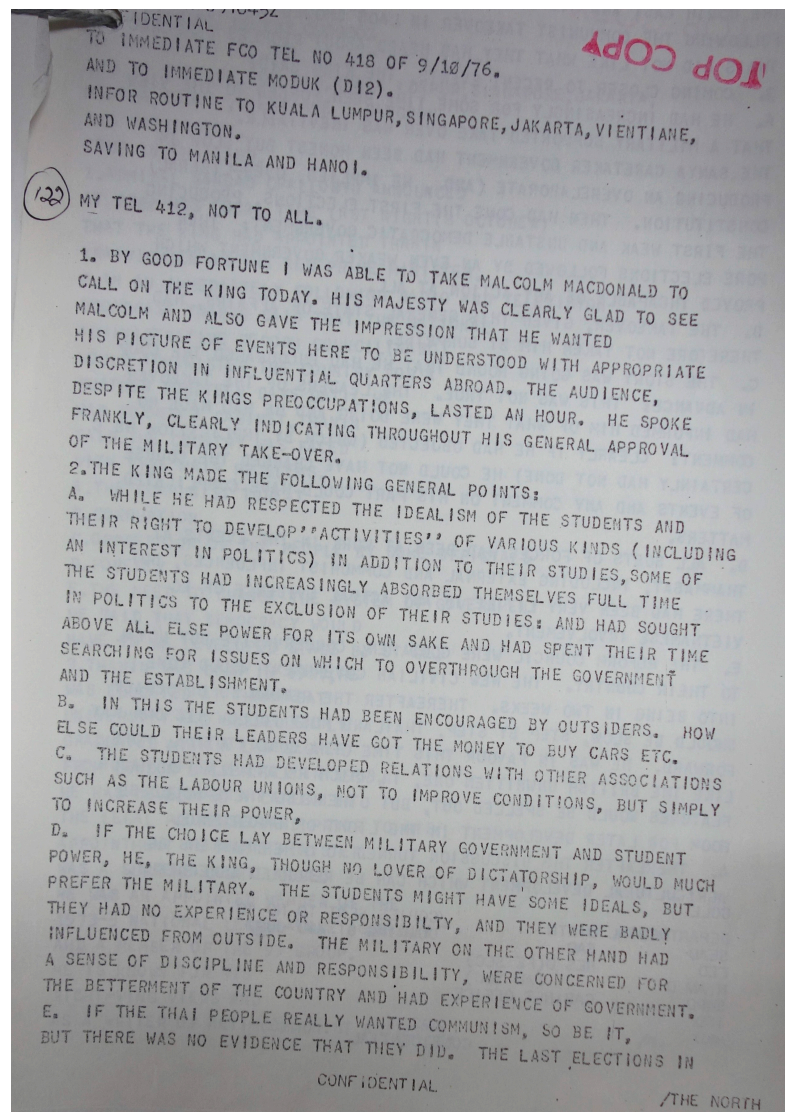 IDENTIAL
TO IMMEDIATE FCO TEL NO 418 OF 9/10/76.
AND TO IMMEDIATE MODUK (DI2).
INFOR ROUTINE TO KUALA LUMPUR, SINGAPORE, JAKARTA, VIENTIANE,
AND WASHINGTON.
SAVING TO MANILA AND HANOI.
TOP COPY
122
MY TEL 412, NOT TO ALL.
1. BY GOOD FORTUNE I WAS ABLE TO TAKE MALCOLM MACDONALD TO
CALL ON THE KING TODAY. HIS MAJESTY WAS CLEARLY GLAD TO SEE
MALCOLM AND ALSO GAVE THE IMPRESSION THAT HE WANTED
HIS PICTURE OF EVENTS HERE TO BE UNDERSTOOD WITH APPROPRIATE
DISCRETION IN INFLUENTIAL QUARTERS ABROAD. THE AUDIENCE,
DESPITE THE KINGS PREOCCUPATIONS, LASTED AN HOUR. HE SPOKE
FRANKLY, CLEARLY INDICATING THROUGHOUT HIS GENERAL APPROVAL
OF THE MILITARY TAKE-OVER.
2.THE KING MADE THE FOLLOWING GENERAL POINTS:
A. WHILE HE HAD RESPECTED THE IDEALISM OF THE STUDENTS AND
THEIR RIGHT TO DEVELOP''ACTIVITIES'' OF VARIOUS KINDS (INCLUDING
AN INTEREST IN POLITICS) IN ADDITION TO THEIR STUDIES,SOME OF
THE STUDENTS HAD INCREASINGLY ABSORBED THEMSELVES FULL TIME
IN POLITICS TO THE EXCLUSION OF THEIR STUDIES: AND HAD SOUGHT
ABOVE ALL ELSE POWER FOR ITS OWN SAKE AND HAD SPENT THEIR TIME
SEARCHING FOR ISSUES ON WHICH TO OVERTHROUGH THE GOVERNMENT
AND THE ESTABLISHMENT.
B. IN THIS THE STUDENTS HAD BEEN ENCOURAGED BY OUTSIDERS. HOW
ELSE COULD THEIR LEADERS HAVE GOT THE MONEY TO BUY CARS ETC.
C. THE STUDENTS HAD DEVELOPED RELATIONS WITH OTHER ASSOCIATIONS
SUCH AS THE LABOUR UNIONS, NOT TO IMPROVE CONDITIONS, BUT SIMPLY
TO INCREASE THEIR POWER,
D. IF THE CHOICE LAY BETWEEN MILITARY GOVERNMENT AND STUDENT
POWER, HE, THE KING, THOUGH NO LOVER OF DICTATORSHIP, WOULD MUCH
PREFER THE MILITARY. THE STUDENTS MIGHT HAVE SOME IDEALS, BUT
THEY HAD NO EXPERIENCE OR RESPONSIBILTY, AND THEY WERE BADLY
INFLUENCED FROM OUTSIDE. THE MILITARY ON THE OTHER HAND HAD
A SENSE OF DISCIPLINE AND RESPONSIBILITY, WERE CONCERNED FOR
THE BETTERMENT OF THE COUNTRY AND HAD EXPERIENCE OF GOVERNMENT.
E. IF THE THAI PEOPLE REALLY WANTED COMMUNISM, SO BE IT,
BUT THERE WAS NO EVIDENCE THAT THEY DID. THE LAST ELECTIONS IN
CONFIDENTIAL
/THE NORTH